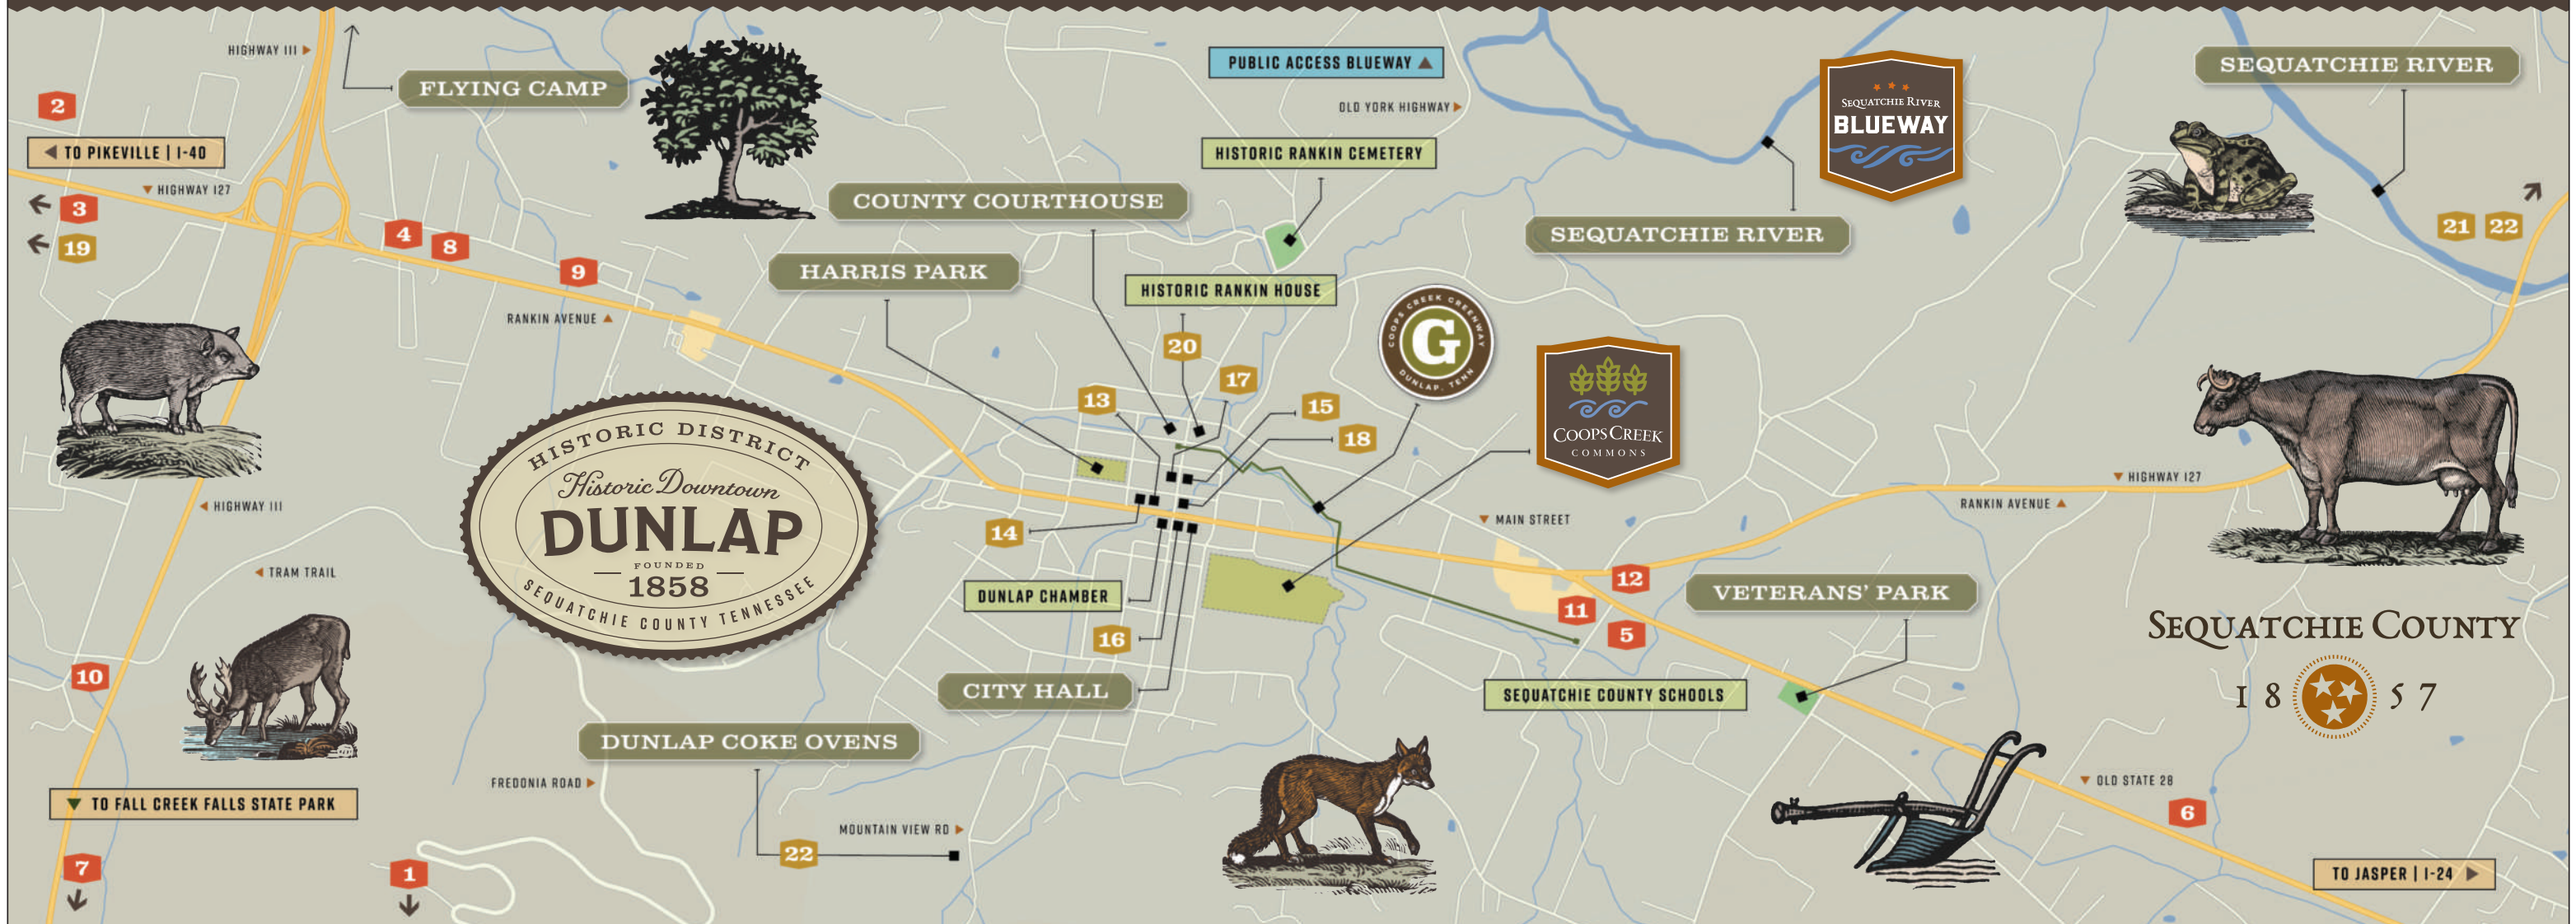 HIGHWAY 111
FLYING CAMP
2
TO PIKEVILLE | I-40
HIGHWAY 127
3
19
4
8
9
RANKIN AVENUE
PUBLIC ACCESS BLUEWAY
OLD YORK HIGHWAY
HISTORIC RANKIN CEMETERY
COUNTY COURTHOUSE
HARRIS PARK
HISTORIC RANKIN HOUSE
SEQUATCHIE RIVER
BLUEWAY
SEQUATCHIE RIVER
SEQUATCHIE RIVER
21
22
COOPS CREEK GREENWAY
G
DUNLAP, TENN
COOPS CREEK
COMMONS
20
17
13
15
18
14
HISTORIC DISTRICT
Historic Downtown
DUNLAP
FOUNDED
1858
SEQUATCHIE COUNTY TENNESSEE
HIGHWAY 111
TRAM TRAIL
10
TO FALL CREEK FALLS STATE PARK
7
1
DUNLAP CHAMBER
16
CITY HALL
DUNLAP COKE OVENS
FREDONIA ROAD
MOUNTAIN VIEW RD
22
MAIN STREET
12
11
5
VETERANS' PARK
SEQUATCHIE COUNTY SCHOOLS
HIGHWAY 127
RANKIN AVENUE
SEQUATCHIE COUNTY
1857
OLD STATE 28
6
TO JASPER | I-24